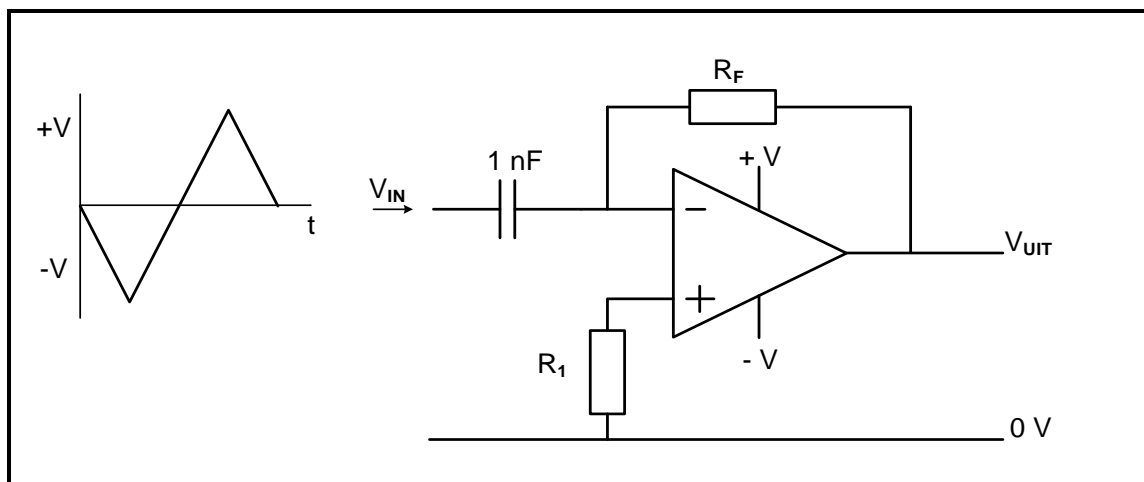 R_F
+V
1 nF
+ V
V_IN
t
-V
V_UIT
R_1
- V
0 V